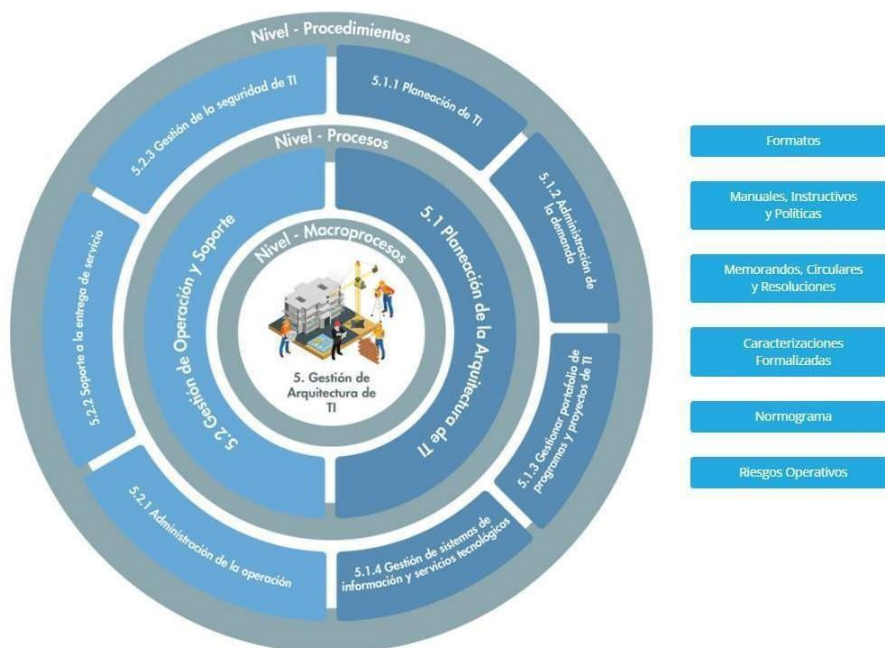 Nivel - Procedimientos
5.2.3 Gestión de la seguridad de TI
5.1.1 Planeación de TI
Nivel - Procesos
5.1.2 Administración de
la demanda
5.2 Gestión de Operación y Soporte
5.1 Planeación de la Arquitectura de TI
Nivel - Macroprocesos
5. Gestión de
Arquitectura de
TI
5.2.2 Soporte a la entrega de servicio
5.1.3 Gestionar portafolio de
programas y proyectos de TI
5.2.1 Administración de la operación
5.1.4 Gestión de sistemas de
información y servicios tecnológicos
Formatos
Manuales, Instructivos
y Políticas
Memorandos, Circulares
y Resoluciones
Caracterizaciones
Formalizadas
Normograma
Riesgos Operativos